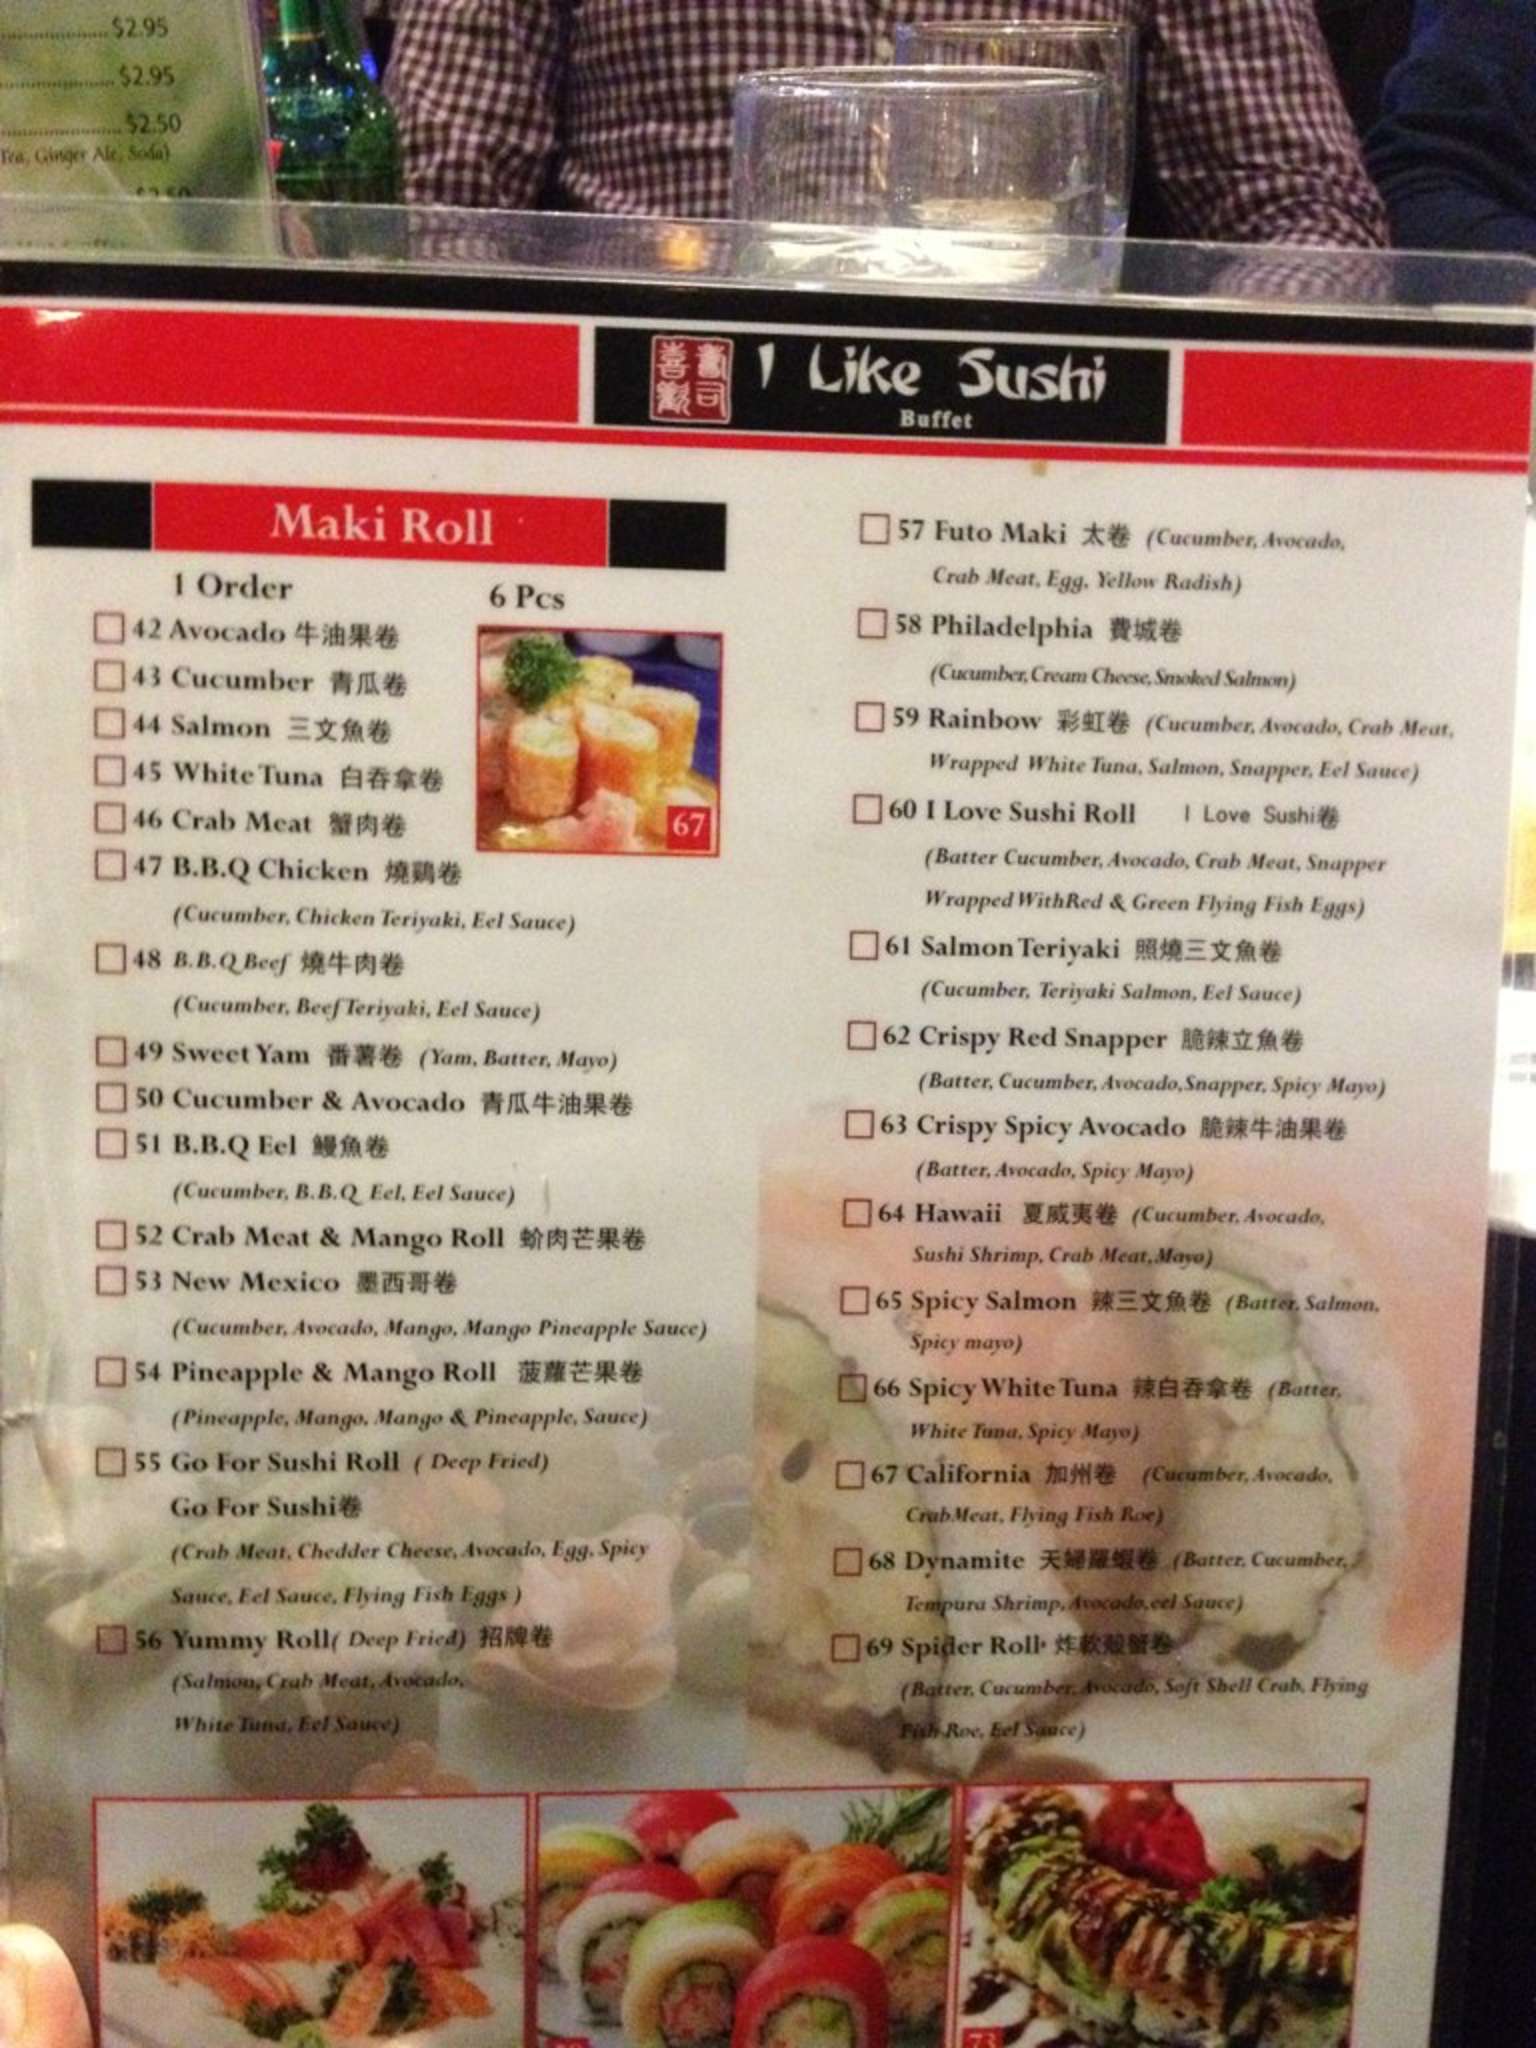 $2.95
$2.95
$2.50
Tea, Ginger Ale, Soda)
$2.50
喜歡
壽司
I Like Sushi
Buffet
Maki Roll
1 Order
6 Pcs
42 Avocado 牛油果卷
43 Cucumber 青瓜卷
44 Salmon 三文魚卷
45 White Tuna 白吞拿卷
46 Crab Meat 蟹肉卷
67
47 B.B.Q Chicken 燒鷄卷
(Cucumber, Chicken Teriyaki, Eel Sauce)
48 B.B.Q Beef 燒牛肉卷
(Cucumber, Beef Teriyaki, Eel Sauce)
49 Sweet Yam 番薯卷 (Yam, Batter, Mayo)
50 Cucumber & Avocado 青瓜牛油果卷
51 B.B.Q Eel 鰻魚卷
(Cucumber, B.B.Q Eel, Eel Sauce)
52 Crab Meat & Mango Roll 蚧肉芒果卷
53 New Mexico 墨西哥卷
(Cucumber, Avocado, Mango, Mango Pineapple Sauce)
54 Pineapple & Mango Roll 菠蘿芒果卷
(Pineapple, Mango, Mango & Pineapple, Sauce)
55 Go For Sushi Roll ( Deep Fried)
Go For Sushi卷
(Crab Meat, Chedder Cheese, Avocado, Egg, Spicy
Sauce, Eel Sauce, Flying Fish Eggs )
56 Yummy Roll( Deep Fried) 招牌卷
(Salmon, Crab Meat, Avocado,
White Tuna, Eel Sauce)
57 Futo Maki 太卷 (Cucumber, Avocado,
Crab Meat, Egg, Yellow Radish)
58 Philadelphia 費城卷
(Cucumber, Cream Cheese, Smoked Salmon)
59 Rainbow 彩虹卷 (Cucumber, Avocado, Crab Meat,
Wrapped White Tuna, Salmon, Snapper, Eel Sauce)
60 I Love Sushi Roll I Love Sushi卷
(Batter Cucumber, Avocado, Crab Meat, Snapper
Wrapped WithRed & Green Flying Fish Eggs)
61 Salmon Teriyaki 照燒三文魚卷
(Cucumber, Teriyaki Salmon, Eel Sauce)
62 Crispy Red Snapper 脆辣立魚卷
(Batter, Cucumber, Avocado,Snapper, Spicy Mayo)
63 Crispy Spicy Avocado 脆辣牛油果卷
(Batter, Avocado, Spicy Mayo)
64 Hawaii 夏威夷卷 (Cucumber, Avocado,
Sushi Shrimp, Crab Meat,Mayo)
65 Spicy Salmon 辣三文魚卷 (Batter, Salmon,
Spicy mayo)
66 Spicy White Tuna 辣白吞拿卷 (Batter,
White Tuna, Spicy Mayo)
67 California 加州卷 (Cucumber, Avocado,
CrabMeat, Flying Fish Roe)
68 Dynamite 天婦羅蝦卷 (Batter, Cucumber,
Tempura Shrimp, Avocado,eel Sauce)
69 Spider Roll 炸軟殼蟹卷
(Batter, Cucumber, Avocado, Soft Shell Crab, Flying
Fish Roe, Eel Sauce)
73